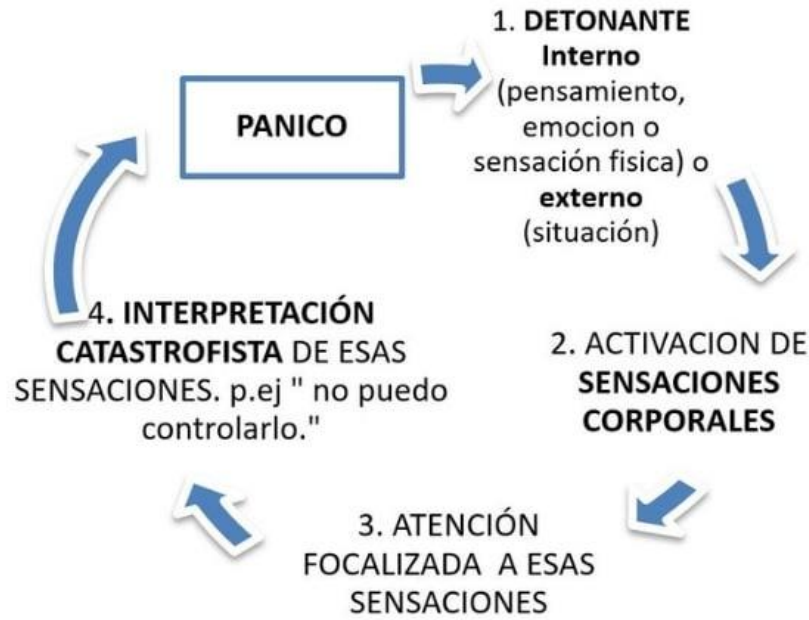 PANICO
1. DETONANTE
Interno
(pensamiento,
emocion o
sensación fisica) o
externo
(situación)
2. ACTIVACION DE
SENSACIONES
CORPORALES
3. ATENCIÓN
FOCALIZADA A ESAS
SENSACIONES
4. INTERPRETACIÓN
CATASTROFISTA DE ESAS
SENSACIONES. p.ej " no puedo
controlarlo."